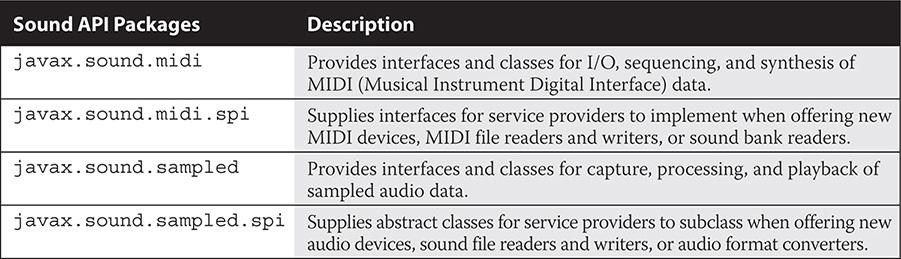 Sound API Packages Description
javax.sound.midi Provides interfaces and classes for I/O, sequencing, and synthesis of
MIDI (Musical Instrument Digital Interface) data.
javax.sound.midi.spi Supplies interfaces for service providers to implement when offering new
MIDI devices, MIDI file readers and writers, or sound bank readers.
javax.sound.sampled Provides interfaces and classes for capture, processing, and playback of
sampled audio data.
javax.sound.sampled.spi Supplies abstract classes for service providers to subclass when offering new
audio devices, sound file readers and writers, or audio format converters.